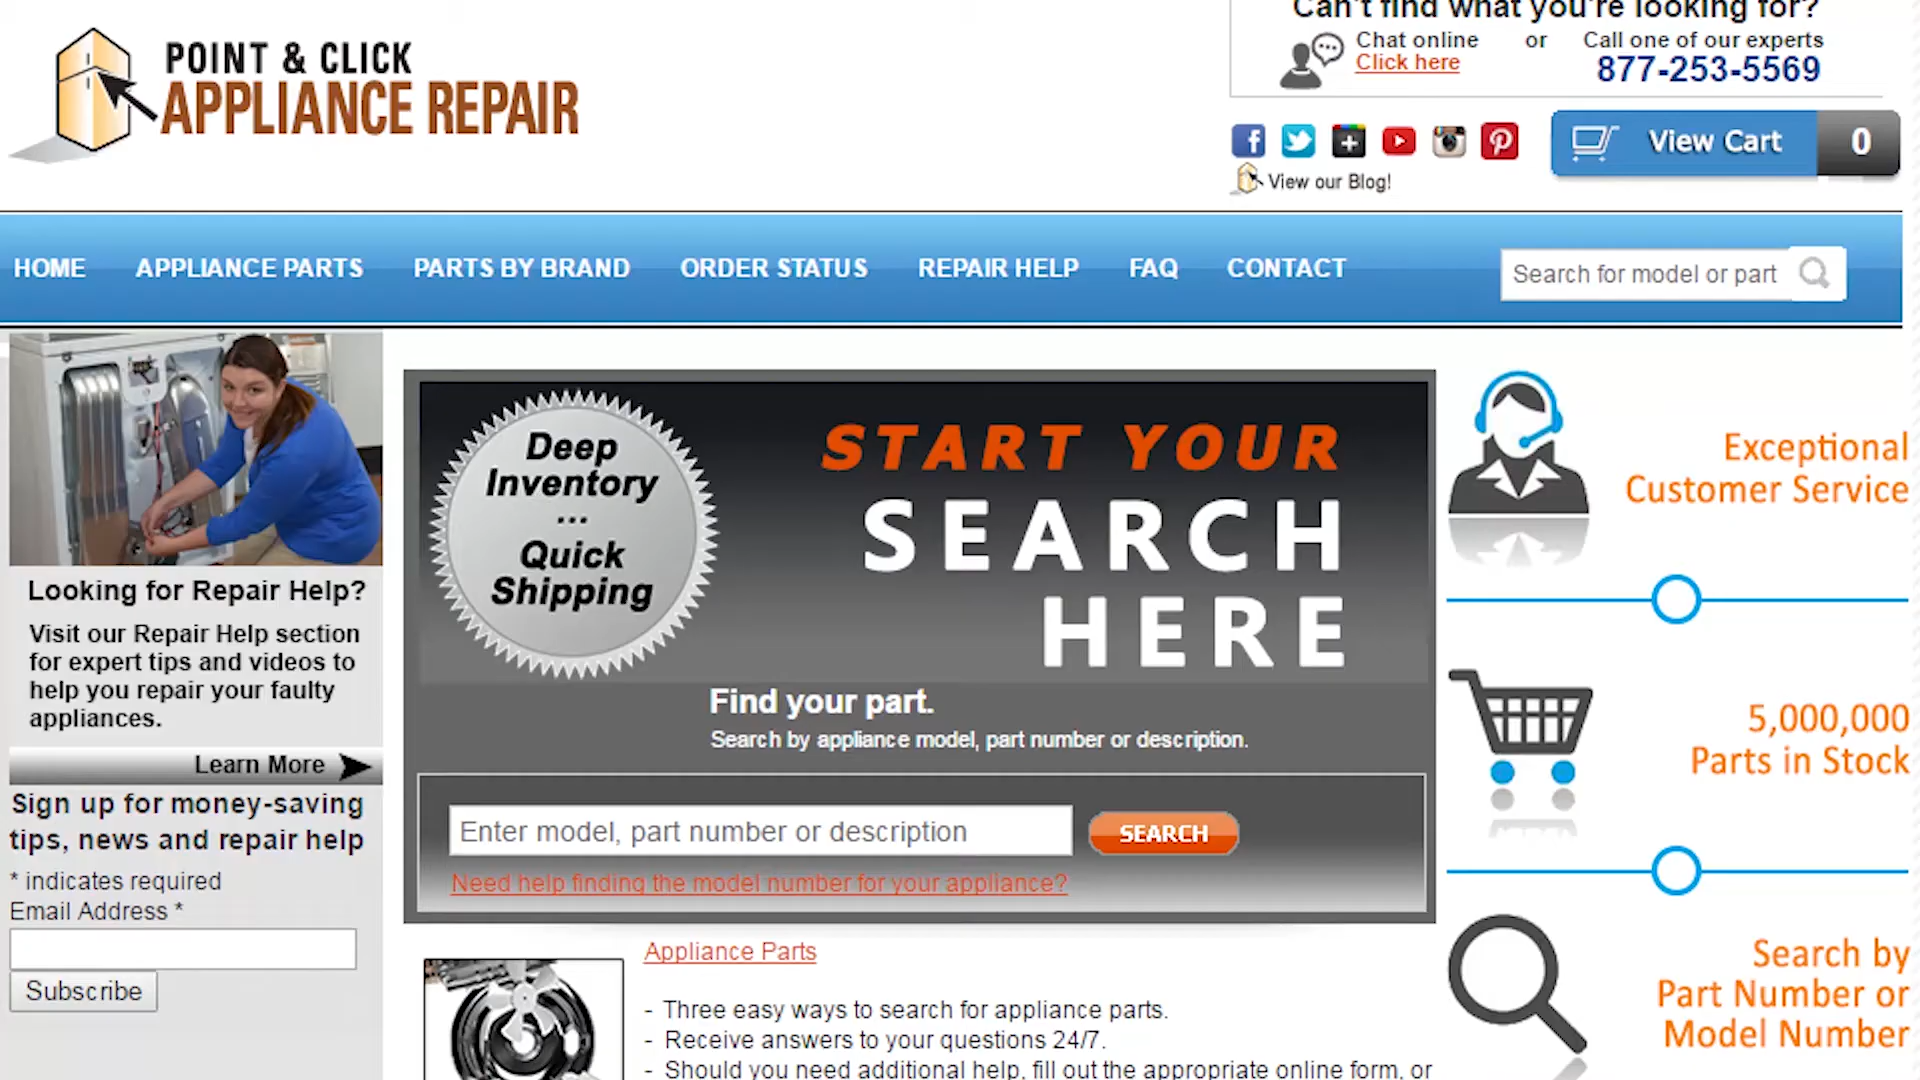 Can't find what you're looking for?
POINT & CLICK
APPLIANCE REPAIR
Chat online or Call one of our experts
Click here 877-253-5569
View Cart 0
View our Blog!
HOME APPLIANCE PARTS PARTS BY BRAND ORDER STATUS REPAIR HELP FAQ CONTACT
Search for model or part
Looking for Repair Help?
Visit our Repair Help section
for expert tips and videos to
help you repair your faulty
appliances.
Learn More
Sign up for money-saving
tips, news and repair help
* indicates required
Email Address *
Subscribe
Deep
Inventory
...
Quick
Shipping
START YOUR
SEARCH
HERE
Find your part.
Search by appliance model, part number or description.
Enter model, part number or description
SEARCH
Need help finding the model number for your appliance?
Appliance Parts
- Three easy ways to search for appliance parts.
- Receive answers to your questions 24/7.
- Should you need additional help, fill out the appropriate online form, or
Exceptional
Customer Service
5,000,000
Parts in Stock
Search by
Part Number or
Model Number